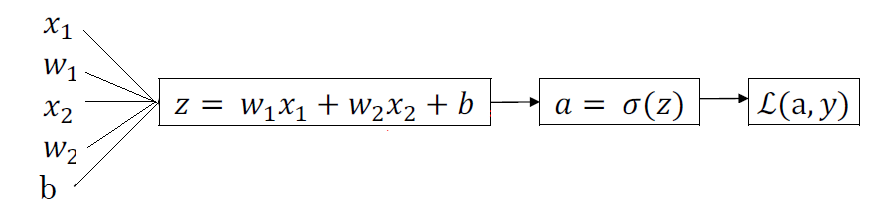 x₁
w₁
x₂
w₂
b
z = w₁x₁ + w₂x₂ + b
a = σ(z)
ℒ(a, y)